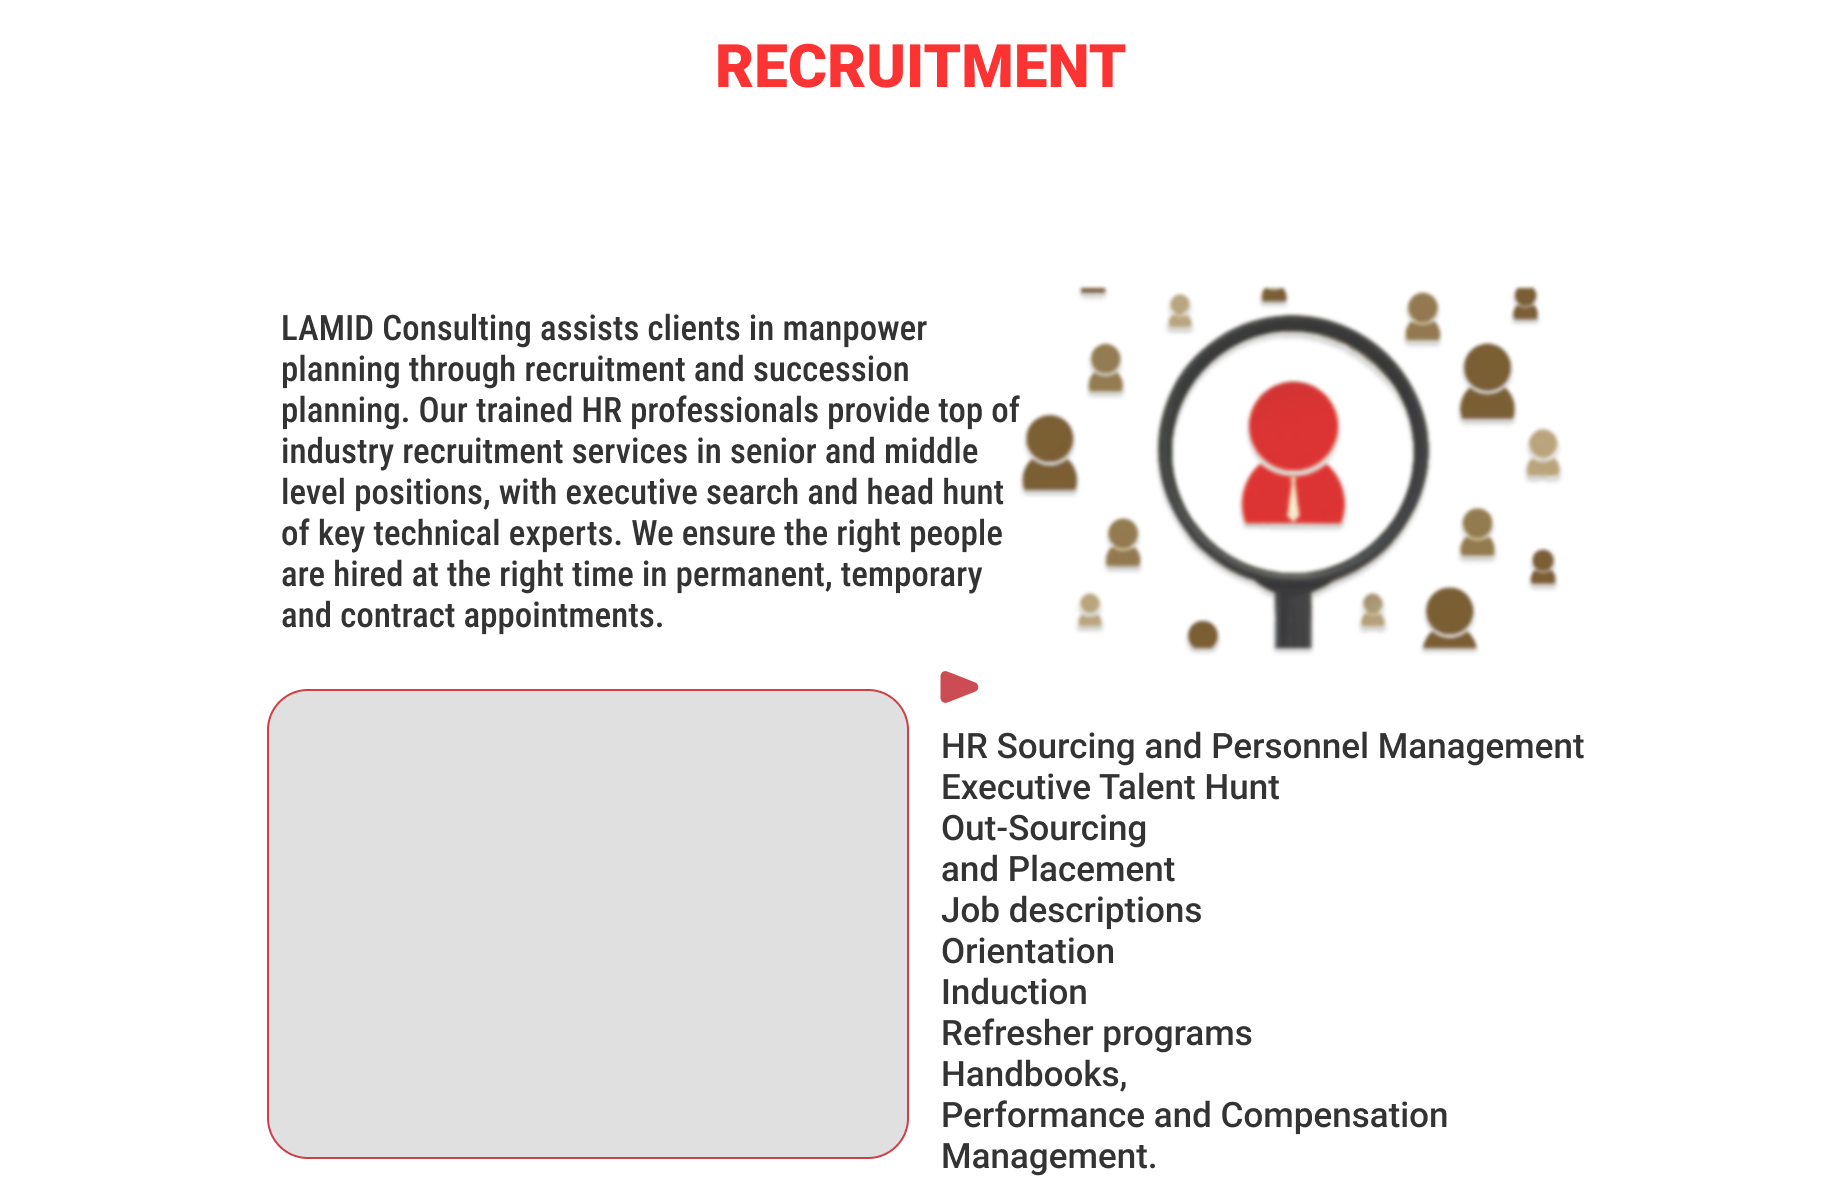 RECRUITMENT
LAMID Consulting assists clients in manpower
planning through recruitment and succession
planning. Our trained HR professionals provide top of
industry recruitment services in senior and middle
level positions, with executive search and head hunt
of key technical experts. We ensure the right people
are hired at the right time in permanent, temporary
and contract appointments.
HR Sourcing and Personnel Management
Executive Talent Hunt
Out-Sourcing
and Placement
Job descriptions
Orientation
Induction
Refresher programs
Handbooks,
Performance and Compensation
Management.